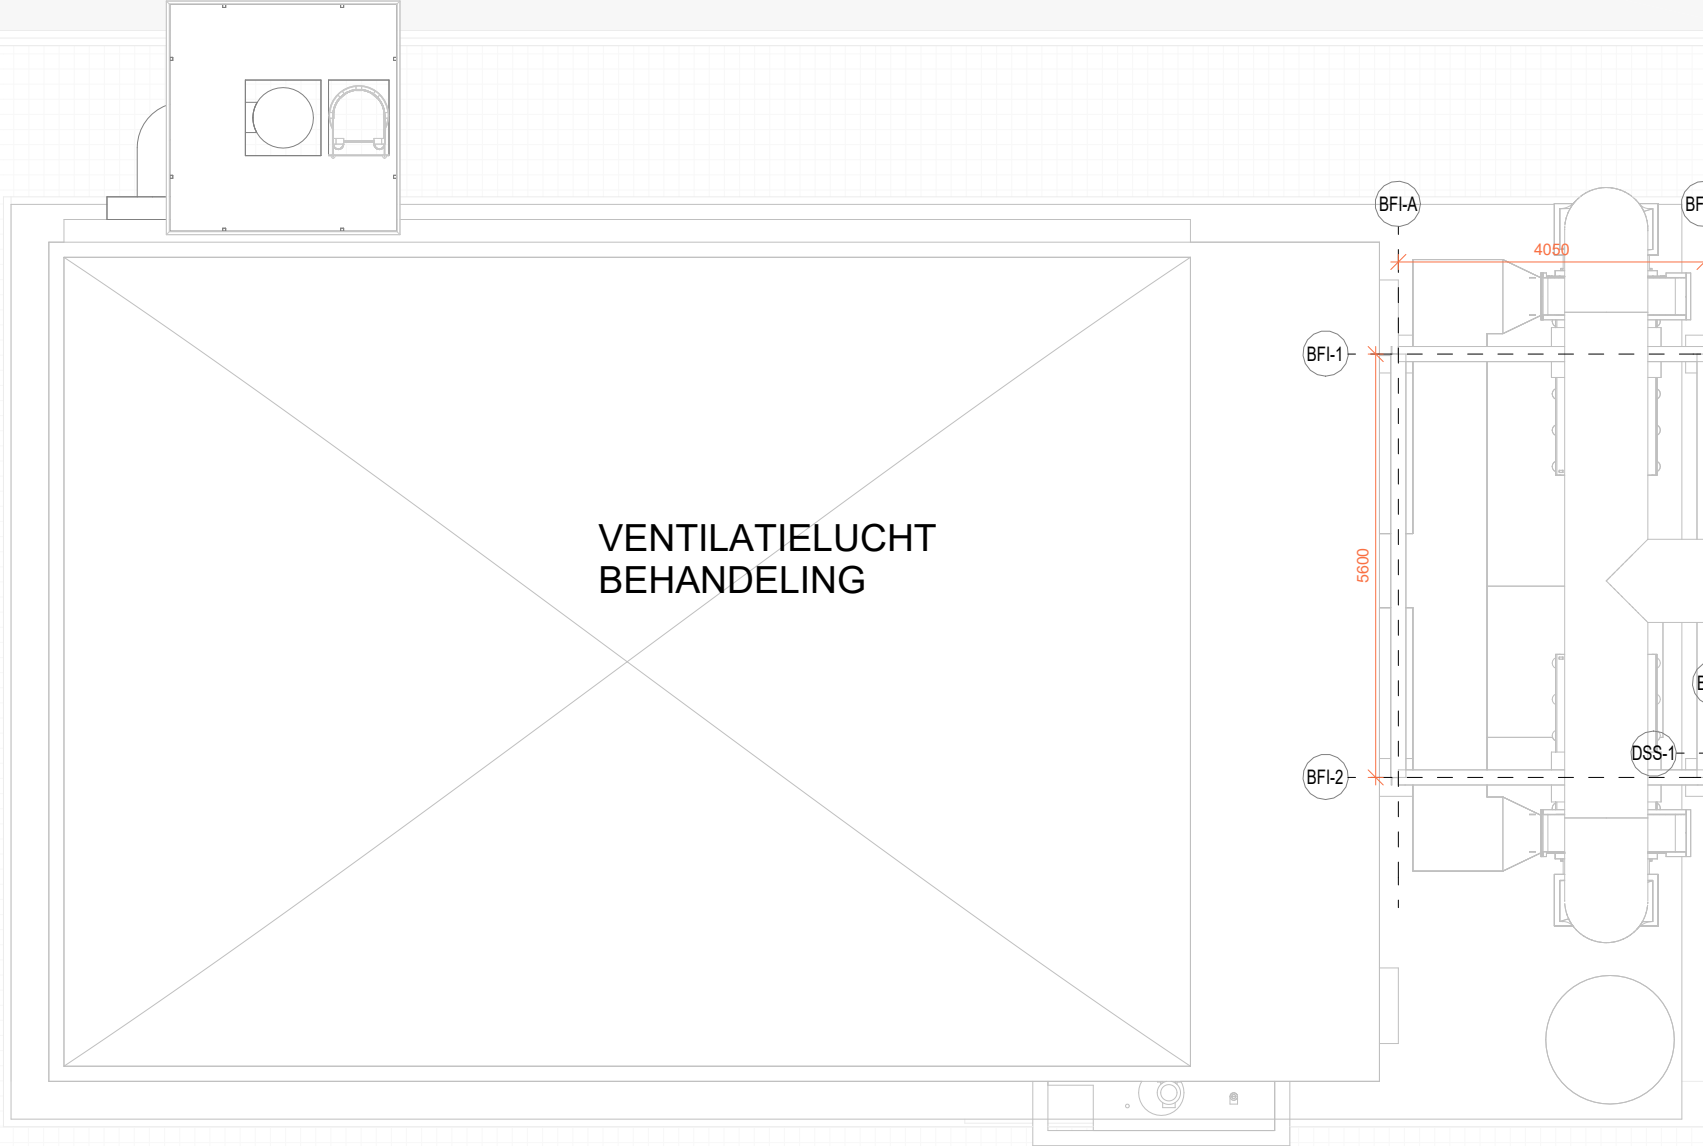 BFI-A
4050
BFI-1
VENTILATIELUCHT
BEHANDELING
5600
DSS-1
BFI-2